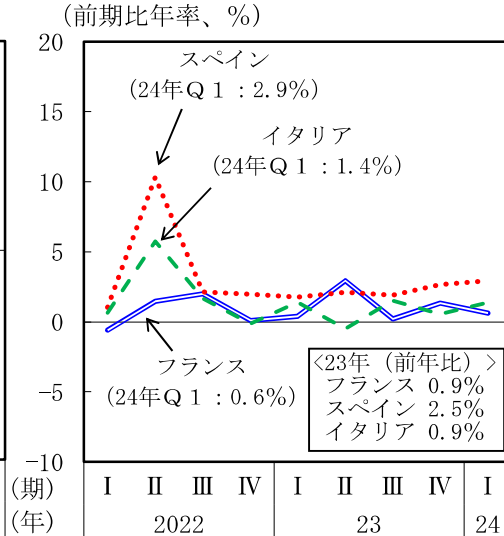 (前期比年率、%)
20
15
10
5
0
−5
−10
スペイン
(24年Q1:2.9%)
イタリア
(24年Q1:1.4%)
フランス
(24年Q1:0.6%)
<23年(前年比)>
フランス 0.9%
スペイン 2.5%
イタリア 0.9%
(期) Ⅰ Ⅱ Ⅲ Ⅳ Ⅰ Ⅱ Ⅲ Ⅳ Ⅰ
(年) 2022 23 24